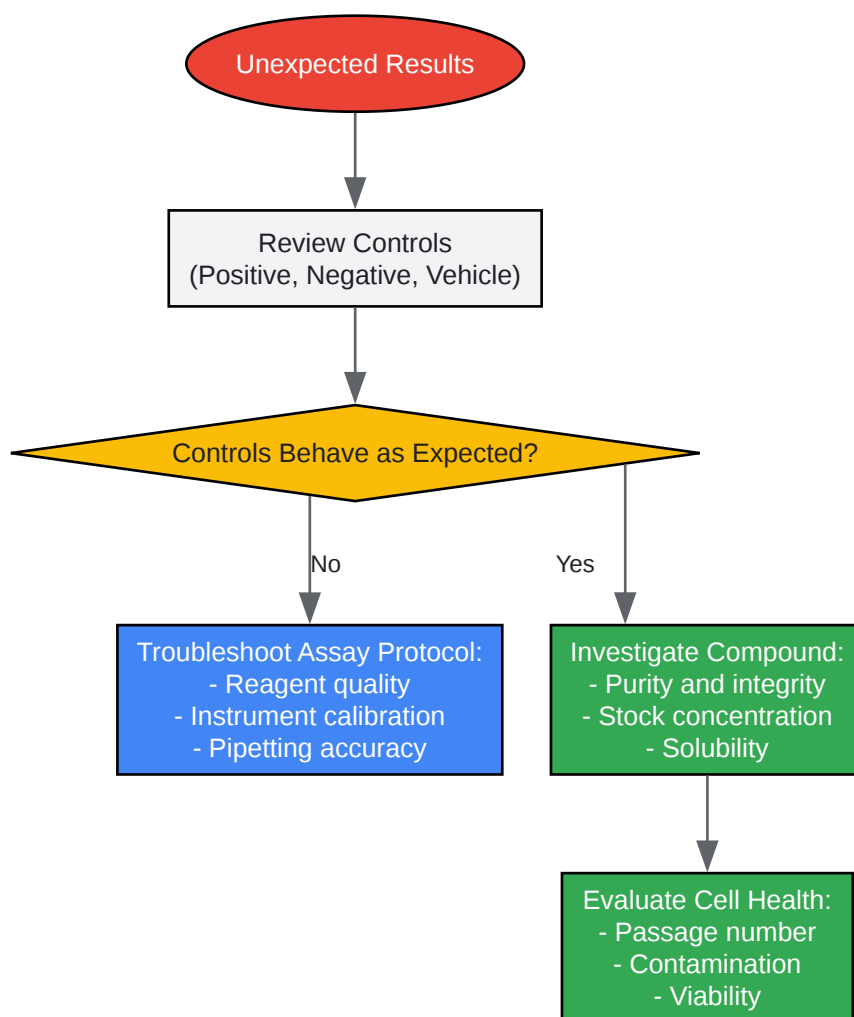 Unexpected Results
Review Controls
(Positive, Negative, Vehicle)
Controls Behave as Expected?
No
Yes
Troubleshoot Assay Protocol:
- Reagent quality
- Instrument calibration
- Pipetting accuracy
Investigate Compound:
- Purity and integrity
- Stock concentration
- Solubility
Evaluate Cell Health:
- Passage number
- Contamination
- Viability